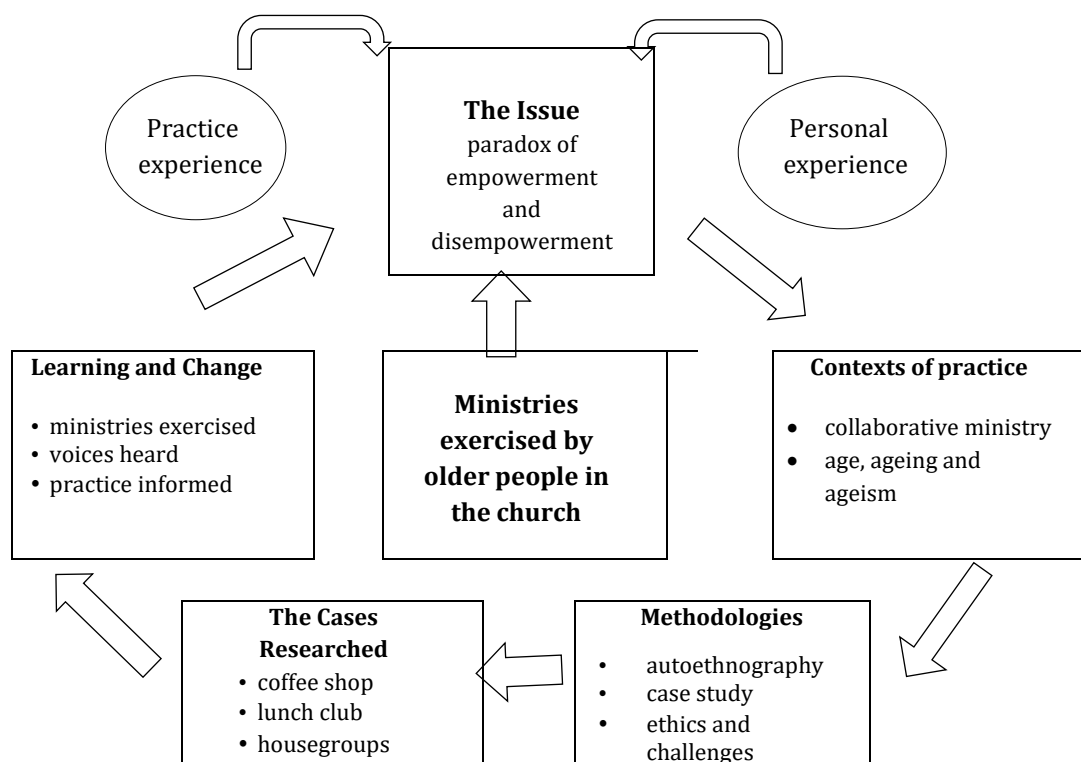 Practice
experience
The Issue
paradox of
empowerment
and
disempowerment
Personal
experience
Learning and Change
• ministries exercised
• voices heard
• practice informed
Ministries
exercised by
older people in
the church
Contexts of practice
• collaborative ministry
• age, ageing and
ageism
The Cases
Researched
• coffee shop
• lunch club
• housegroups
Methodologies
• autoethnography
• case study
• ethics and
challenges